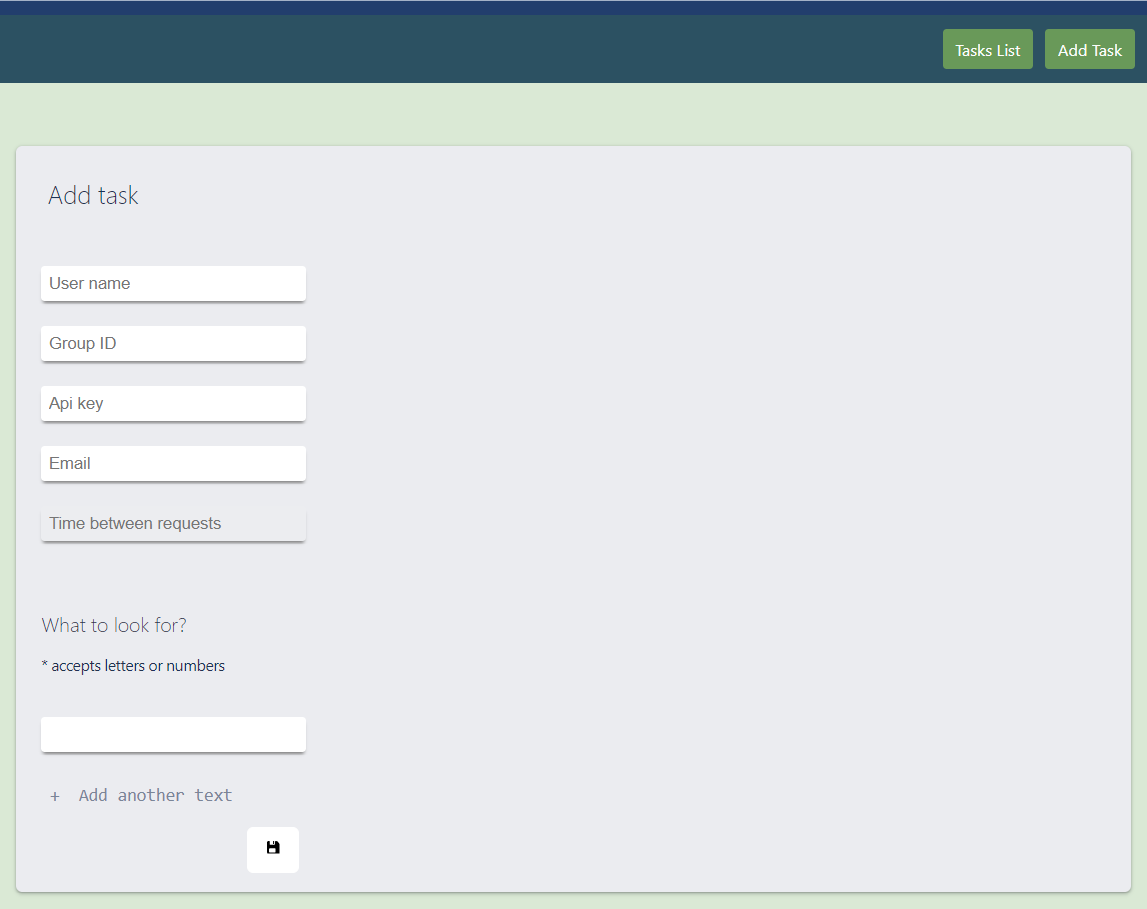 Tasks List
Add Task
Add task
User name
Group ID
Api key
Email
Time between requests
What to look for?
* accepts letters or numbers
+ Add another text